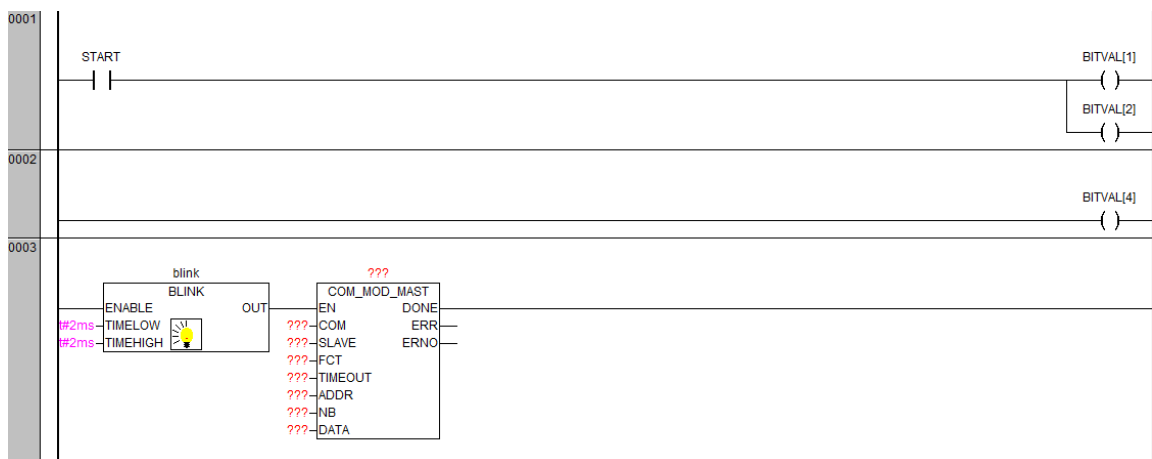 0001
START
BITVAL[1]
BITVAL[2]
0002
BITVAL[4]
0003
blink
???
BLINK
COM_MOD_MAST
ENABLE OUT
EN DONE
t#2ms TIMELOW
??? COM ERR
t#2ms TIMEHIGH
??? SLAVE ERNO
??? FCT
??? TIMEOUT
??? ADDR
??? NB
??? DATA